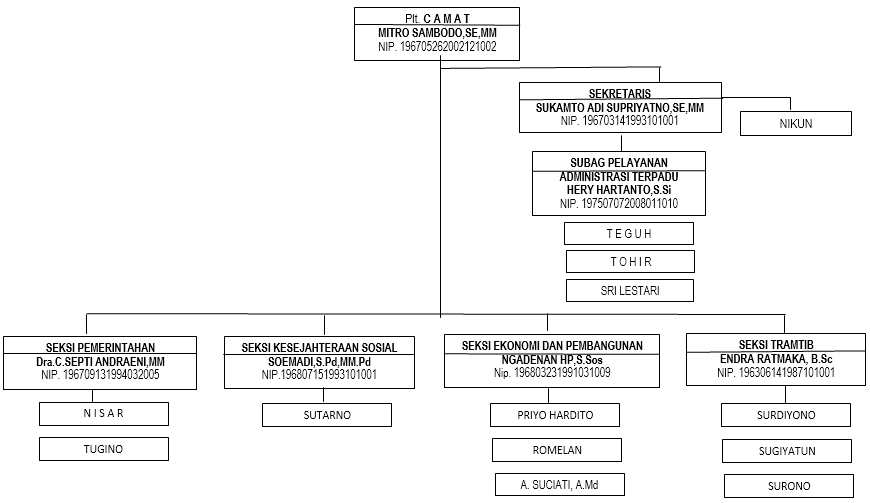 Plt. C A M A T
MITRO SAMBODO,SE,MM
NIP. 196705262002121002
SEKRETARIS
SUKAMTO ADI SUPRIYATNO,SE,MM
NIP. 196703141993101001
NIKUN
SUBAG PELAYANAN
ADMINISTRASI TERPADU
HERY HARTANTO,S.Si
NIP. 197507072008011010
T E G U H
T O H I R
SRI LESTARI
SEKSI PEMERINTAHAN
Dra.C.SEPTI ANDRAENI,MM
NIP. 196709131994032005
N I S A R
TUGINO
SEKSI KESEJAHTERAAN SOSIAL
SOEMADI,S.Pd,MM.Pd
NIP.196807151993101001
SUTARNO
SEKSI EKONOMI DAN PEMBANGUNAN
NGADENAN HP,S.Sos
Nip. 196803231991031009
PRIYO HARDITO
ROMELAN
A. SUCIATI, A.Md
SEKSI TRAMTIB
ENDRA RATMAKA, B.Sc
NIP. 196306141987101001
SURDIYONO
SUGIYATUN
SURONO